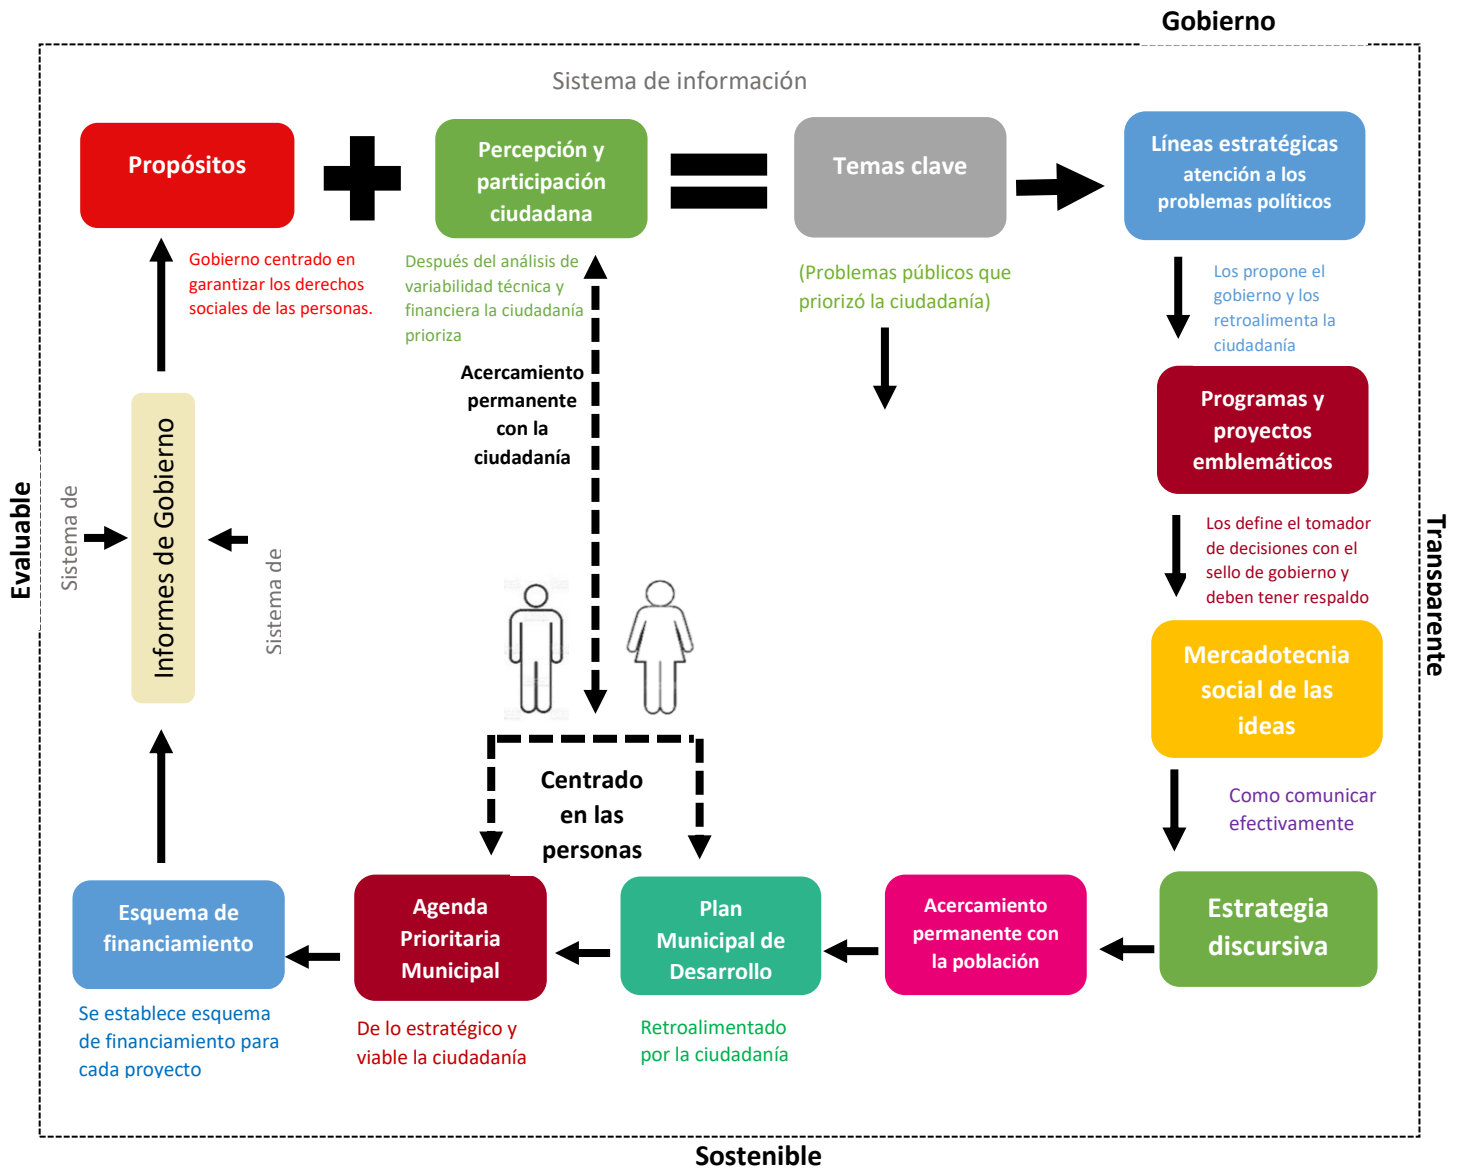 Gobierno
Sistema de información
Propósitos
Percepción y
participación
ciudadana
Temas clave
Líneas estratégicas
atención a los
problemas políticos
Gobierno centrado en
garantizar los derechos
sociales de las personas.
Después del análisis de
variabilidad técnica y
financiera la ciudadanía
prioriza
(Problemas públicos que
priorizó la ciudadanía)
Los propone el
gobierno y los
retroalimenta la
ciudadanía
Acercamiento
permanente
con la
ciudadanía
Programas y
proyectos
emblemáticos
Evaluable
Sistema de
Informes de Gobierno
Sistema de
Los define el tomador
de decisiones con el
sello de gobierno y
deben tener respaldo
Transparente
Mercadotecnia
social de las
ideas
Centrado
en las
personas
Como comunicar
efectivamente
Esquema de
financiamiento
Agenda
Prioritaria
Municipal
Plan
Municipal de
Desarrollo
Acercamiento
permanente con
la población
Estrategia
discursiva
Se establece esquema
de financiamiento para
cada proyecto
De lo estratégico y
viable la ciudadanía
Retroalimentado
por la ciudadanía
Sostenible